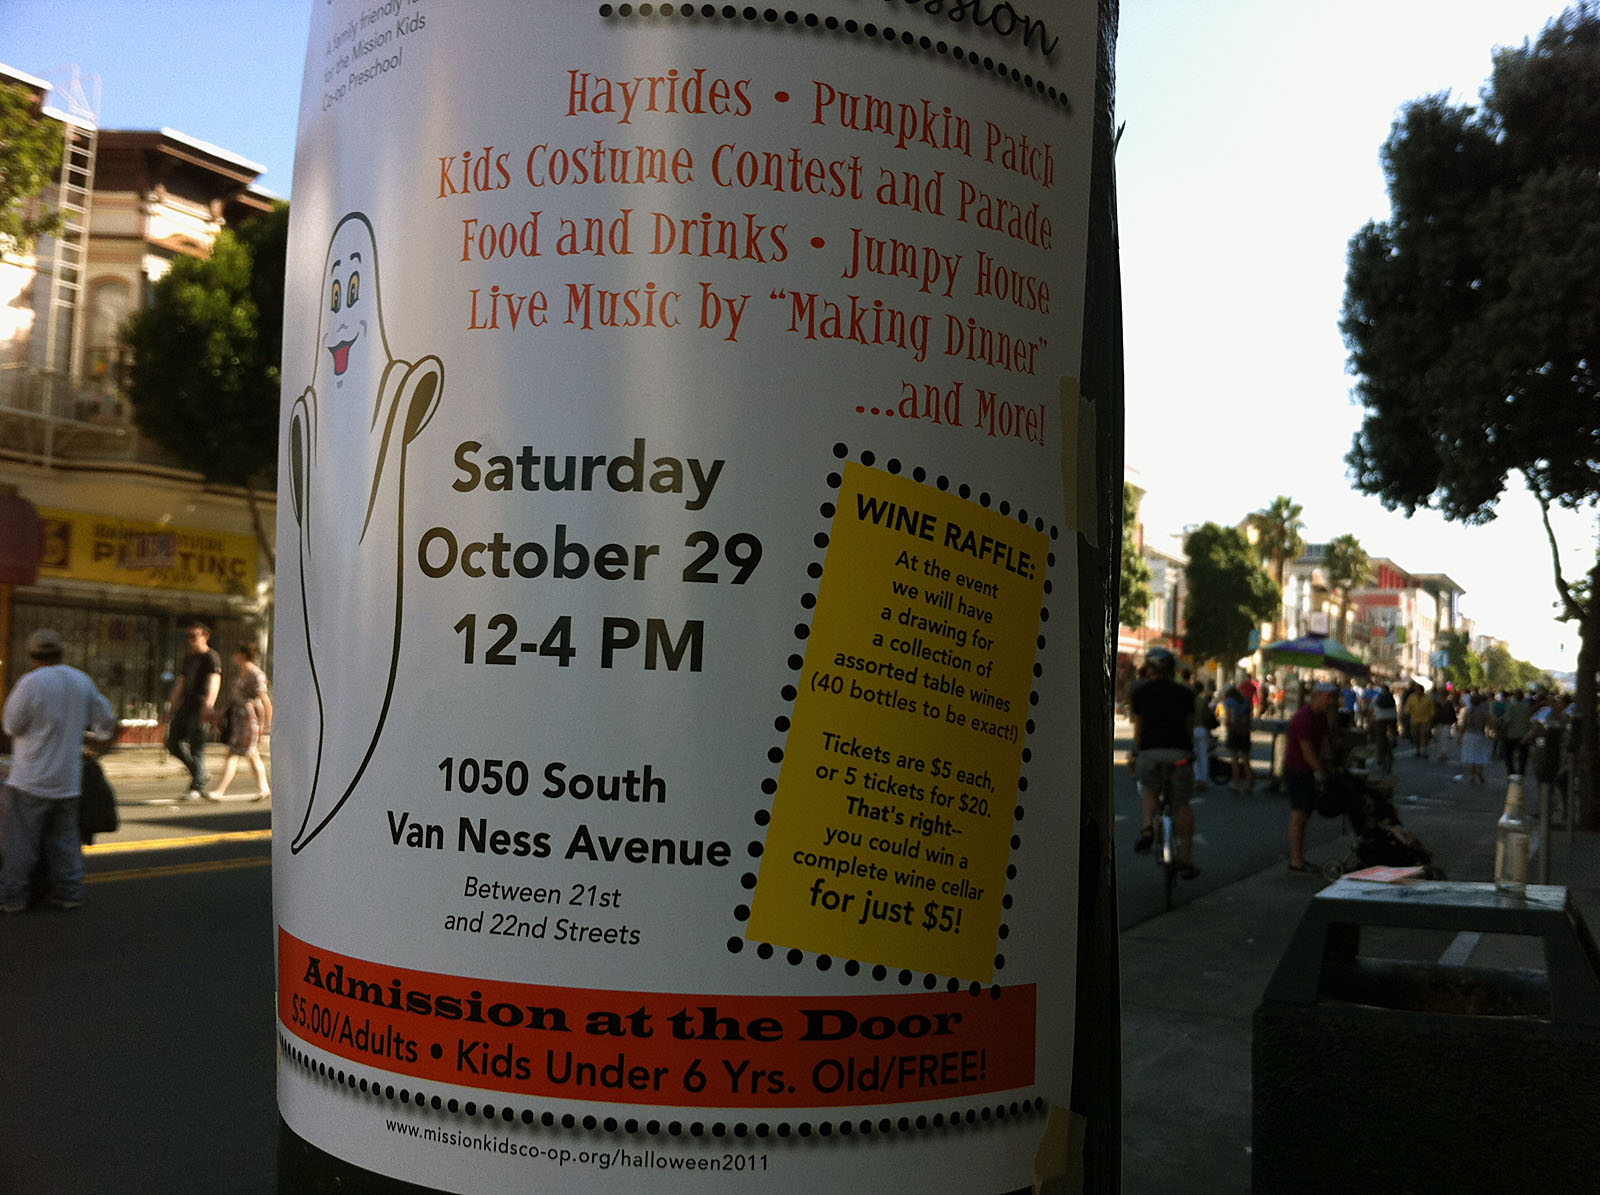 A family friendly
for the Mission Kids
Co-op Preschool
Hayrides • Pumpkin Patch
Kids Costume Contest and Parade
Food and Drinks • Jumpy House
Live Music by “Making Dinner”
...and More!
Saturday
October 29
12-4 PM
1050 South
Van Ness Avenue
Between 21st
and 22nd Streets
WINE RAFFLE:
At the event
we will have
a drawing for
a collection of
assorted table wines
(40 bottles to be exact!)
Tickets are $5 each,
or 5 tickets for $20.
That's right--
you could win a
complete wine cellar
for just $5!
Admission at the Door
$5.00/Adults • Kids Under 6 Yrs. Old/FREE!
www.missionkidsco-op.org/halloween2011